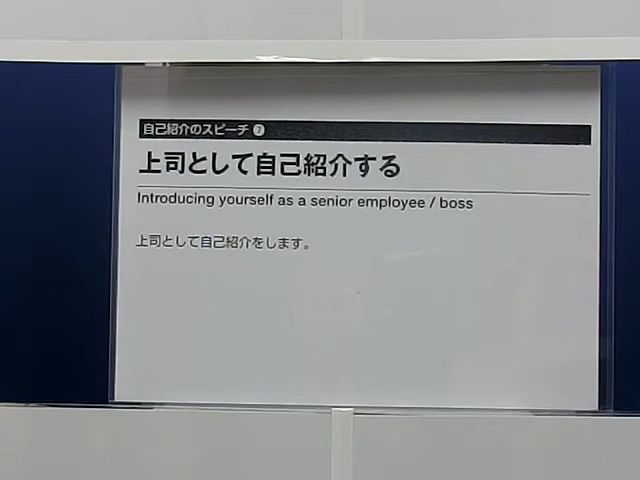 自己紹介のスピーチ ❼
上司として自己紹介する
Introducing yourself as a senior employee / boss
上司として自己紹介をします。